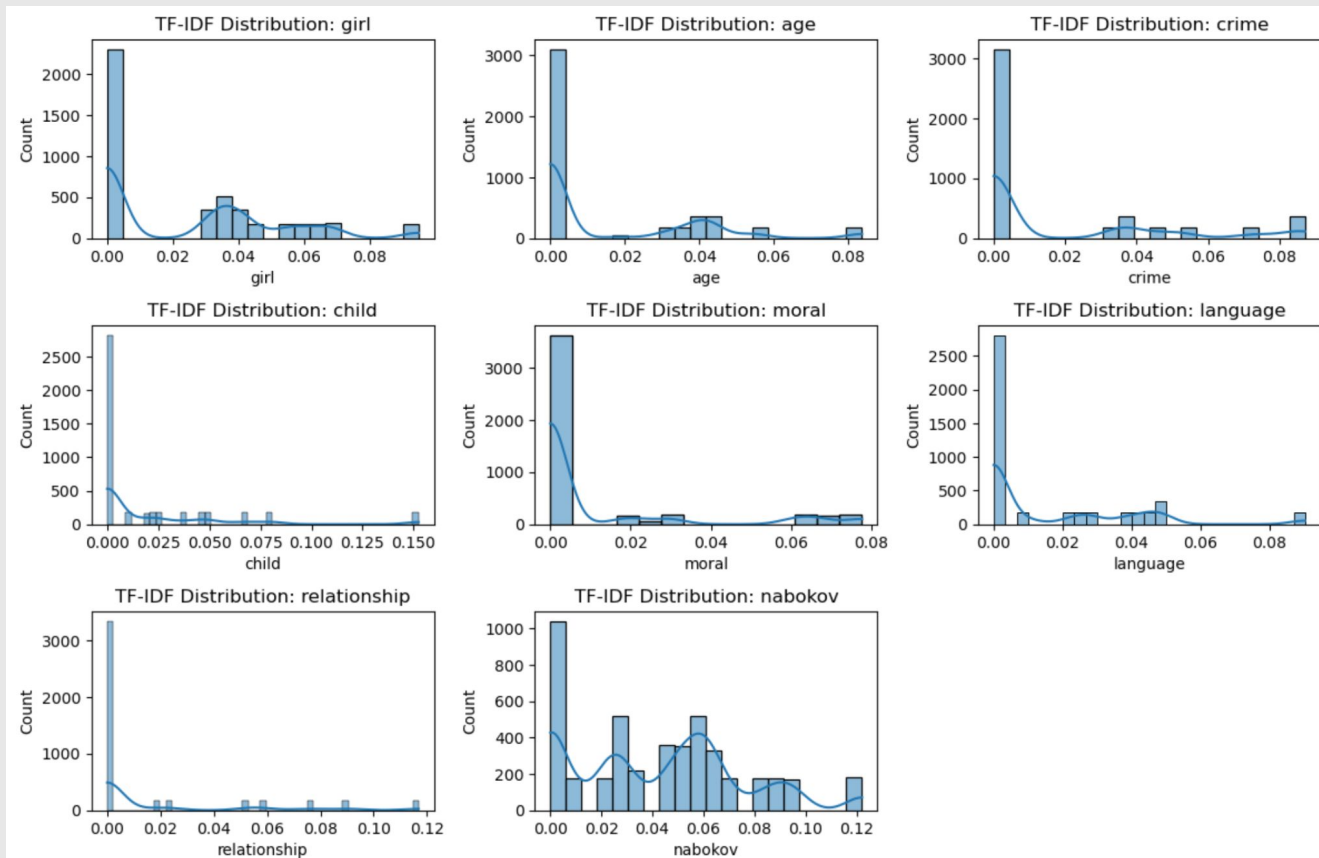 TF-IDF Distribution: girl
Count
2000
1500
1000
500
0
0.00 0.02 0.04 0.06 0.08
girl
TF-IDF Distribution: age
Count
3000
2000
1000
0
0.00 0.02 0.04 0.06 0.08
age
TF-IDF Distribution: crime
Count
3000
2000
1000
0
0.00 0.02 0.04 0.06 0.08
crime
TF-IDF Distribution: child
Count
2500
2000
1500
1000
500
0
0.000 0.025 0.050 0.075 0.100 0.125 0.150
child
TF-IDF Distribution: moral
Count
3000
2000
1000
0
0.00 0.02 0.04 0.06 0.08
moral
TF-IDF Distribution: language
Count
2500
2000
1500
1000
500
0
0.00 0.02 0.04 0.06 0.08
language
TF-IDF Distribution: relationship
Count
3000
2000
1000
0
0.00 0.02 0.04 0.06 0.08 0.10 0.12
relationship
TF-IDF Distribution: nabokov
Count
1000
800
600
400
200
0
0.00 0.02 0.04 0.06 0.08 0.10 0.12
nabokov